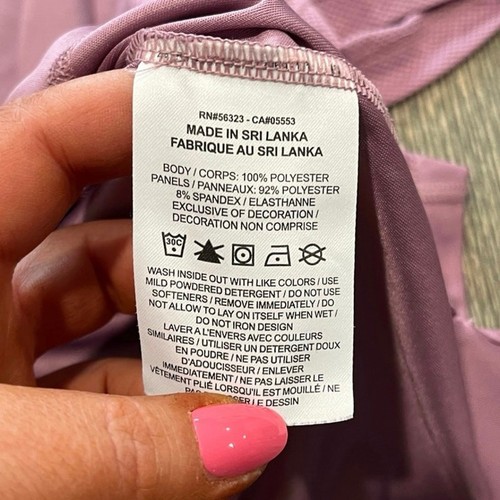 RN#56323 - CA#05553
MADE IN SRI LANKA
FABRIQUE AU SRI LANKA
BODY / CORPS: 100% POLYESTER
PANELS / PANNEAUX: 92% POLYESTER
8% SPANDEX / ELASTHANNE
EXCLUSIVE OF DECORATION /
DECORATION NON COMPRISE
30C
WASH INSIDE OUT WITH LIKE COLORS / USE
MILD POWDERED DETERGENT / DO NOT USE
SOFTENERS / REMOVE IMMEDIATELY / DO
NOT ALLOW TO LAY ON ITSELF WHEN WET /
DO NOT IRON DESIGN
LAVER A L'ENVERS AVEC COULEURS
SIMILAIRES / UTILISER UN DETERGENT DOUX
EN POUDRE / NE PAS UTILISER
D'ADOUCISSEUR / ENLEVER
IMMEDIATEMENT / NE PAS LAISSER LE
VÊTEMENT PLIÉ LORSQU'IL EST MOUILLÉ / NE
LE DESSIN